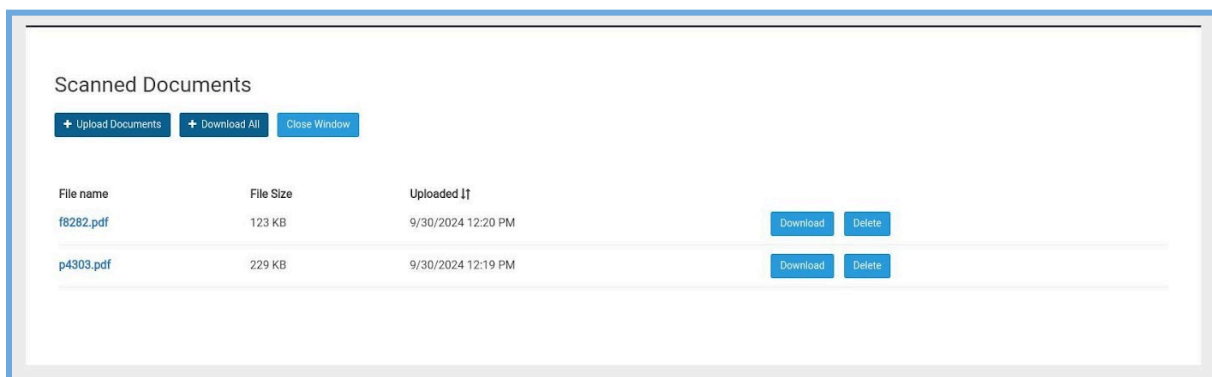 Scanned Documents
+ Upload Documents + Download All Close Window
File name File Size Uploaded ↓↑
f8282.pdf 123 KB 9/30/2024 12:20 PM Download Delete
p4303.pdf 229 KB 9/30/2024 12:19 PM Download Delete